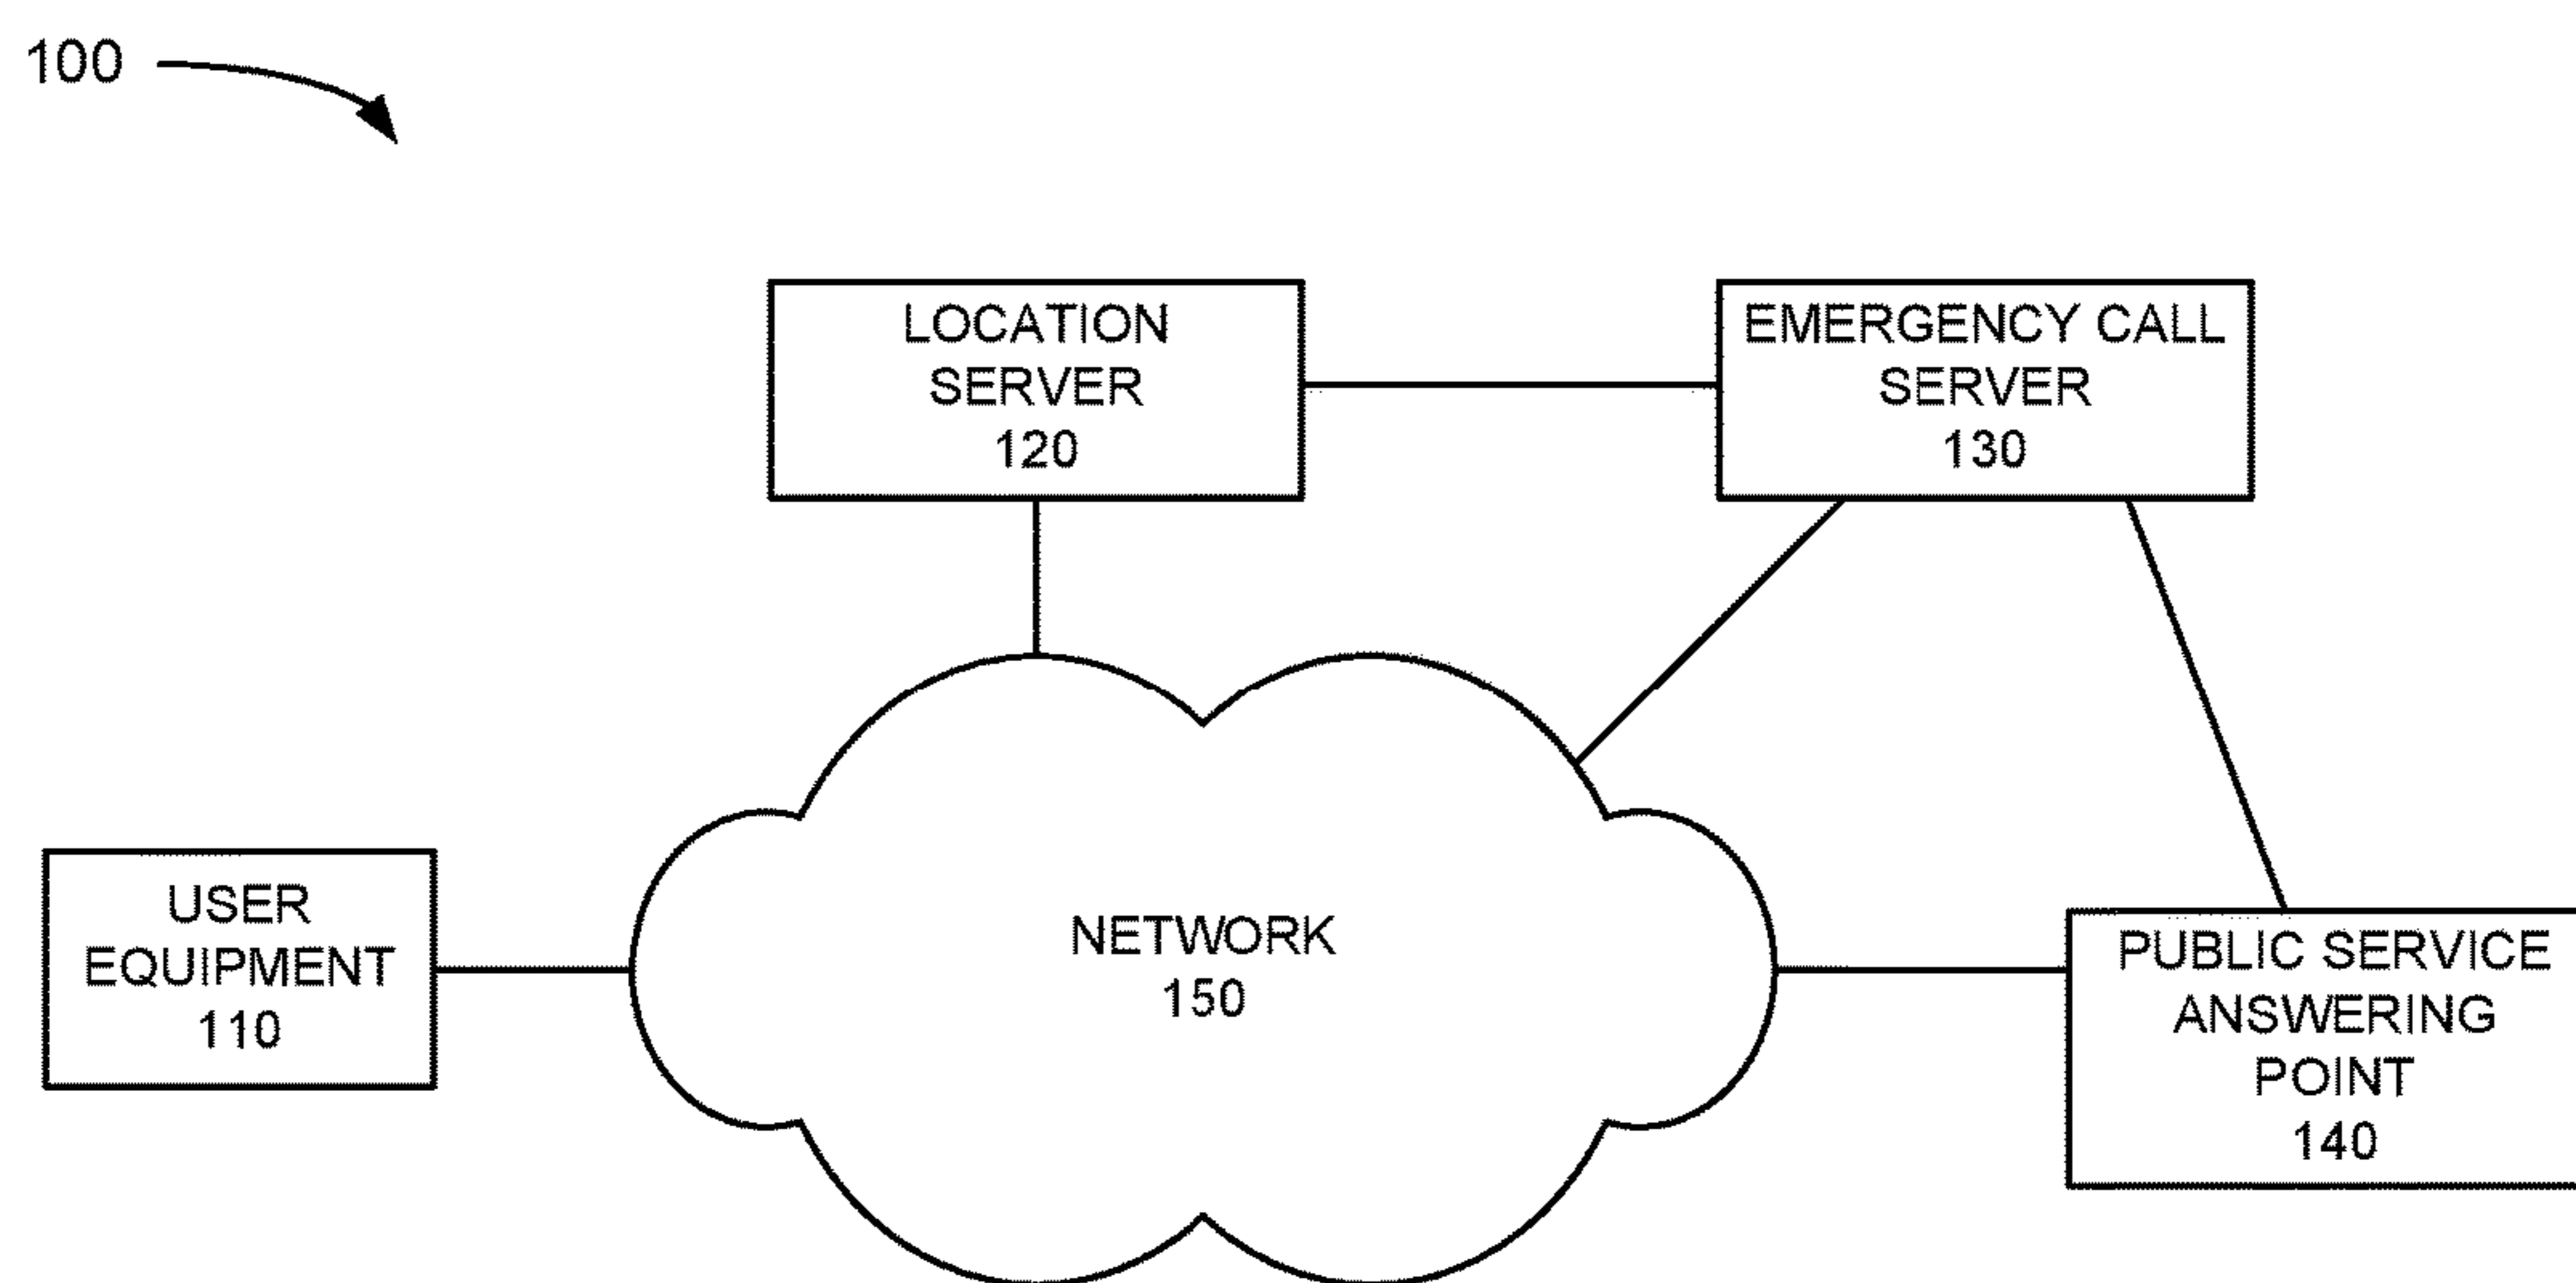 100
LOCATION
SERVER
120
EMERGENCY CALL
SERVER
130
USER
EQUIPMENT
110
NETWORK
150
PUBLIC SERVICE
ANSWERING
POINT
140